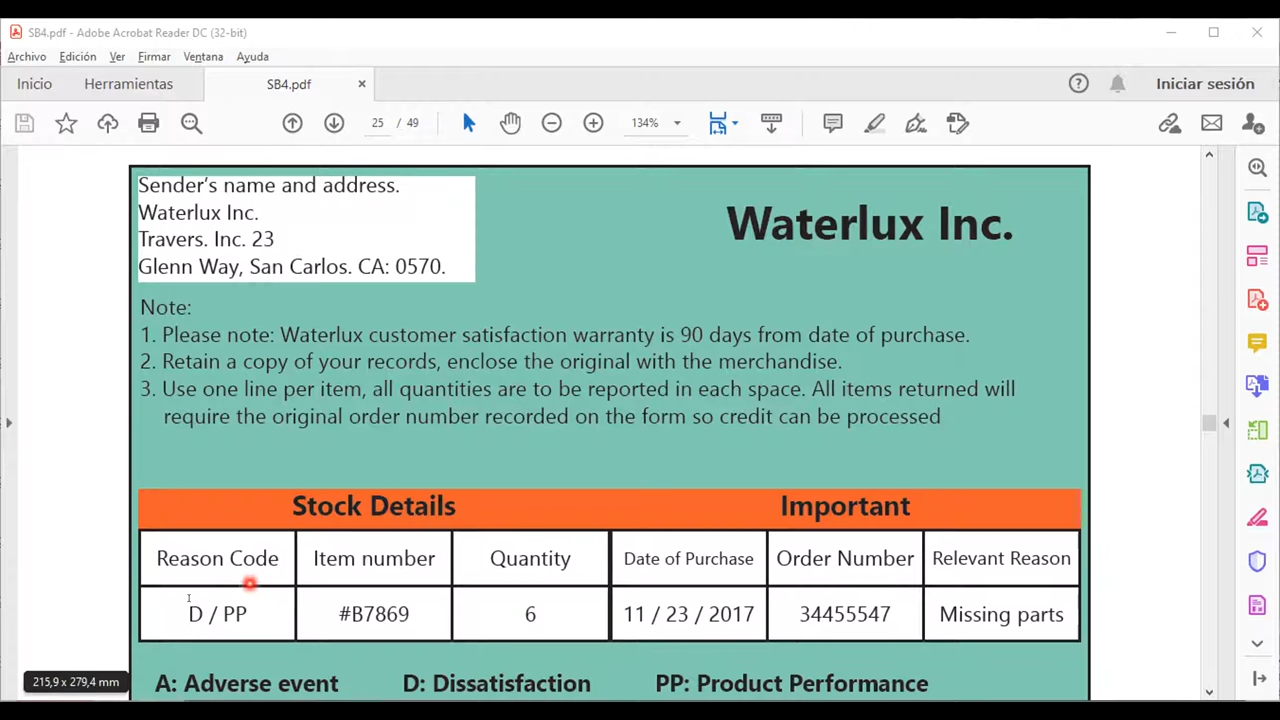 SB4.pdf - Adobe Acrobat Reader DC (32-bit)
Archivo Edición Ver Firmar Ventana Ayuda
Inicio Herramientas SB4.pdf Iniciar sesión
25 / 49 134%
Sender's name and address.
Waterlux Inc.
Travers. Inc. 23
Glenn Way, San Carlos. CA: 0570.
Waterlux Inc.
Note:
1. Please note: Waterlux customer satisfaction warranty is 90 days from date of purchase.
2. Retain a copy of your records, enclose the original with the merchandise.
3. Use one line per item, all quantities are to be reported in each space. All items returned will
require the original order number recorded on the form so credit can be processed
Stock Details Important
Reason Code Item number Quantity Date of Purchase Order Number Relevant Reason
D / PP #B7869 6 11 / 23 / 2017 34455547 Missing parts
215,9 x 279,4 mm
A: Adverse event D: Dissatisfaction PP: Product Performance